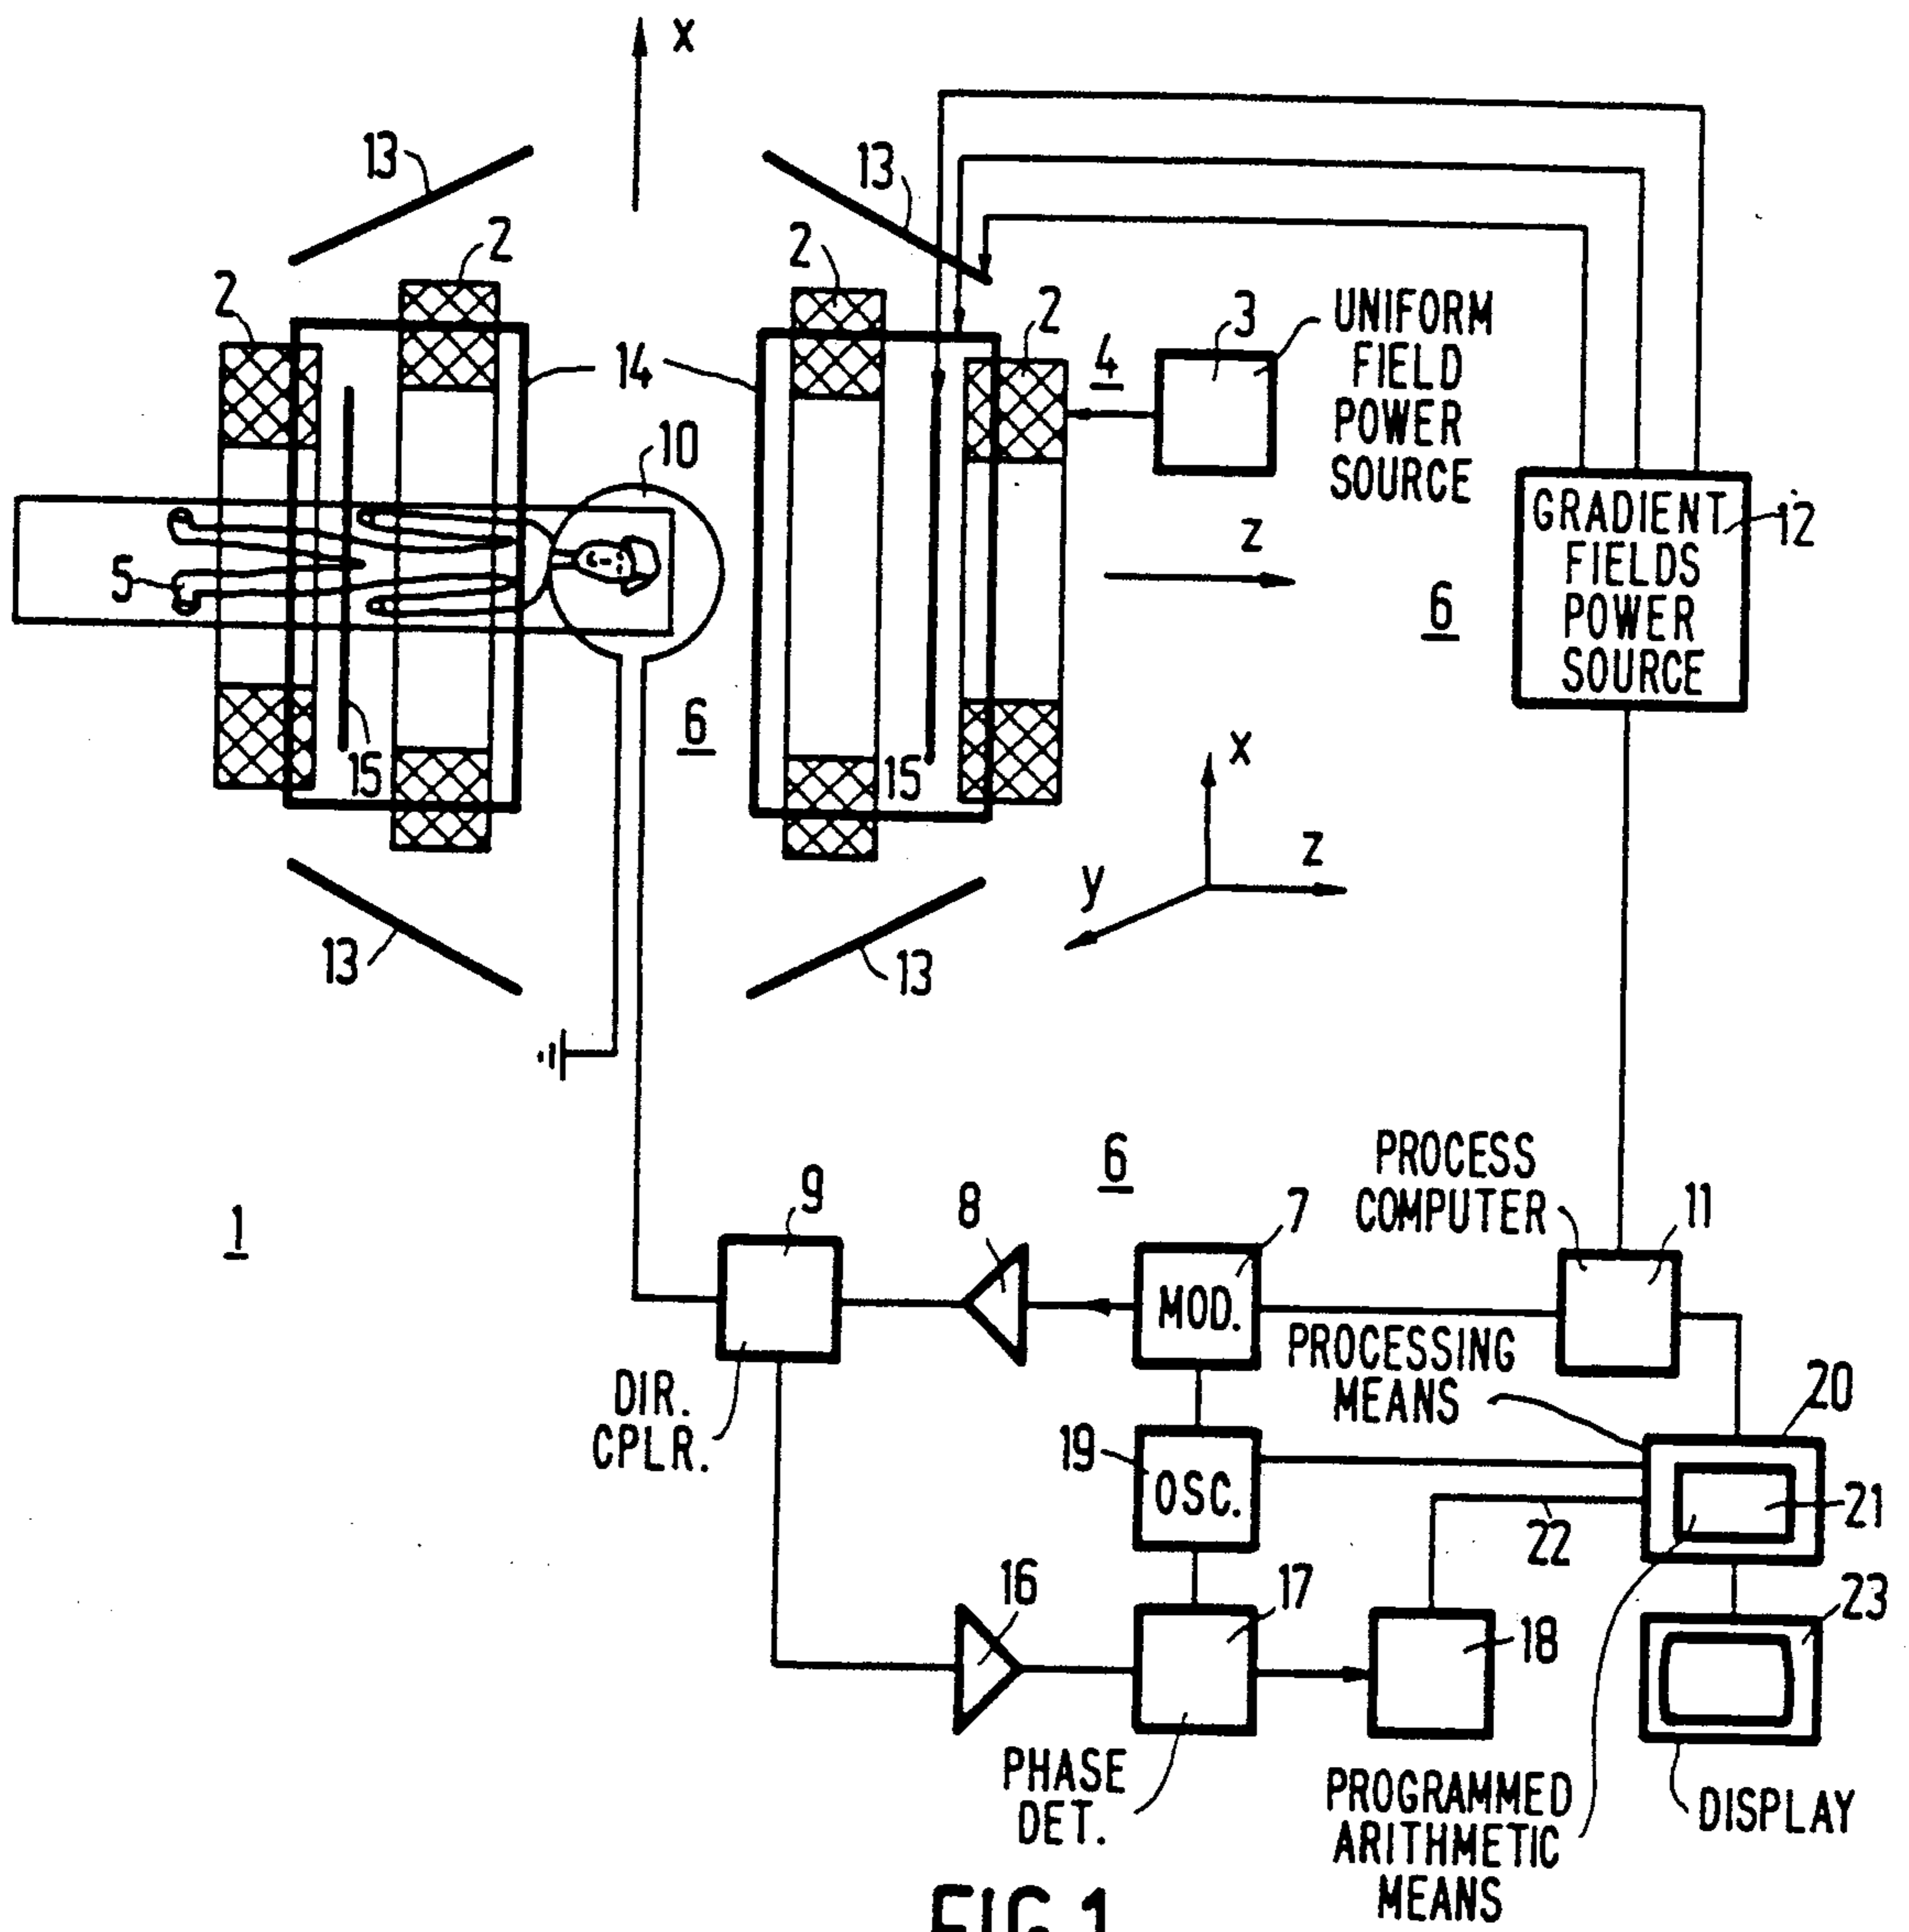 x
13
13
2
2
2
2
3
UNIFORM
FIELD
POWER
SOURCE
4
14
10
z
GRADIENT
FIELDS
POWER
SOURCE
12
5
6
6
15
15
x
z
y
13
13
1
6
PROCESS
COMPUTER
11
9
8
7
MOD.
DIR.
CPLR.
PROCESSING
MEANS
20
19
OSC.
21
22
16
17
18
23
PHASE
DET.
PROGRAMMED
ARITHMETIC
MEANS
DISPLAY
FIG.1